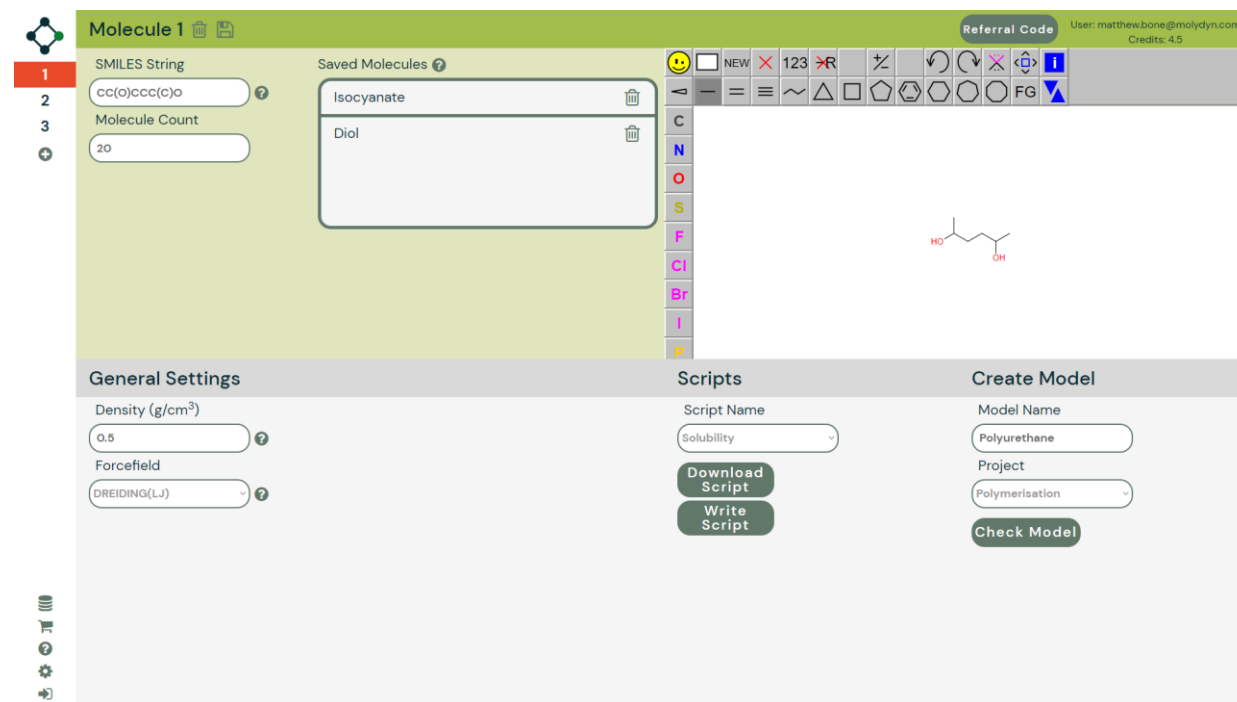 Molecule 1
Referral Code
User: matthew.bone@molydyn.com
Credits: 4.5
1
2
3
SMILES String
CC(O)CCC(C)O
Molecule Count
20
Saved Molecules
Isocyanate
Diol
NEW
123
R
+/-
i
FG
C
N
O
S
F
Cl
Br
I
P
HO
OH
General Settings
Density (g/cm³)
0.5
Forcefield
DREIDING(LJ)
Scripts
Script Name
Solubility
Download
Script
Write
Script
Create Model
Model Name
Polyurethane
Project
Polymerisation
Check Model